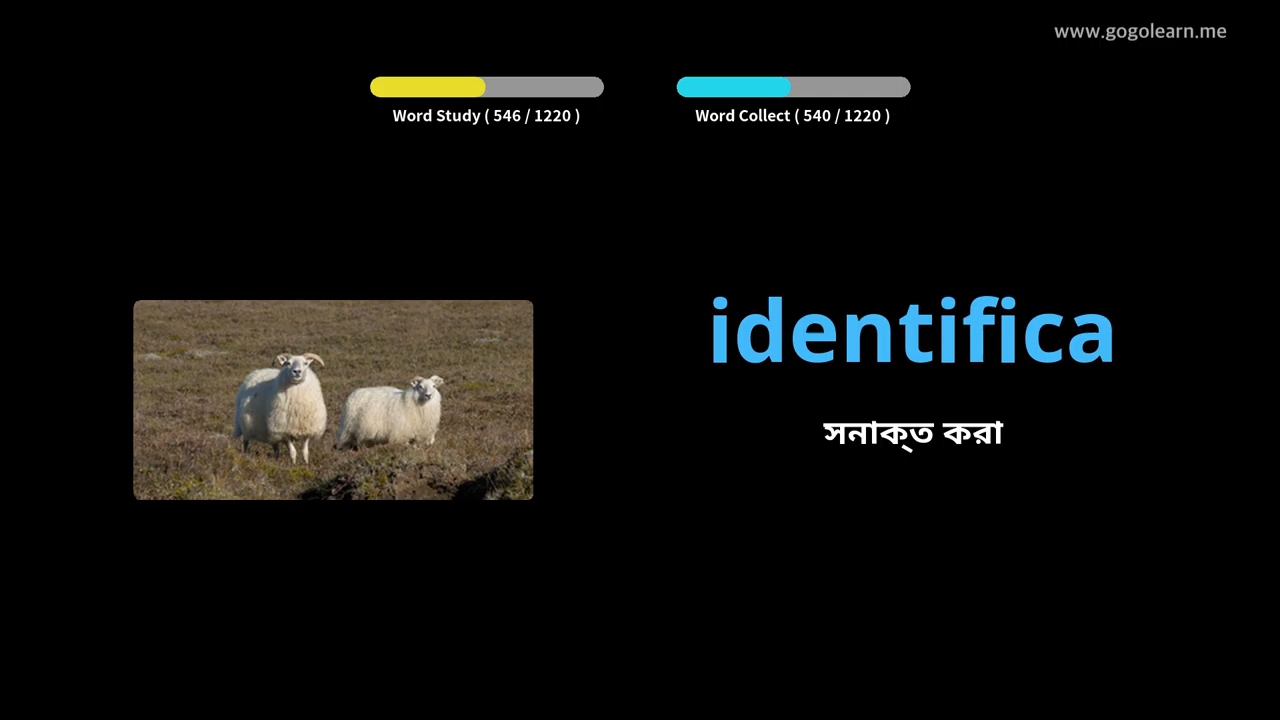 www.gogolearn.me
Word Study ( 546 / 1220 )
Word Collect ( 540 / 1220 )
identifica
সনাক্ত করা